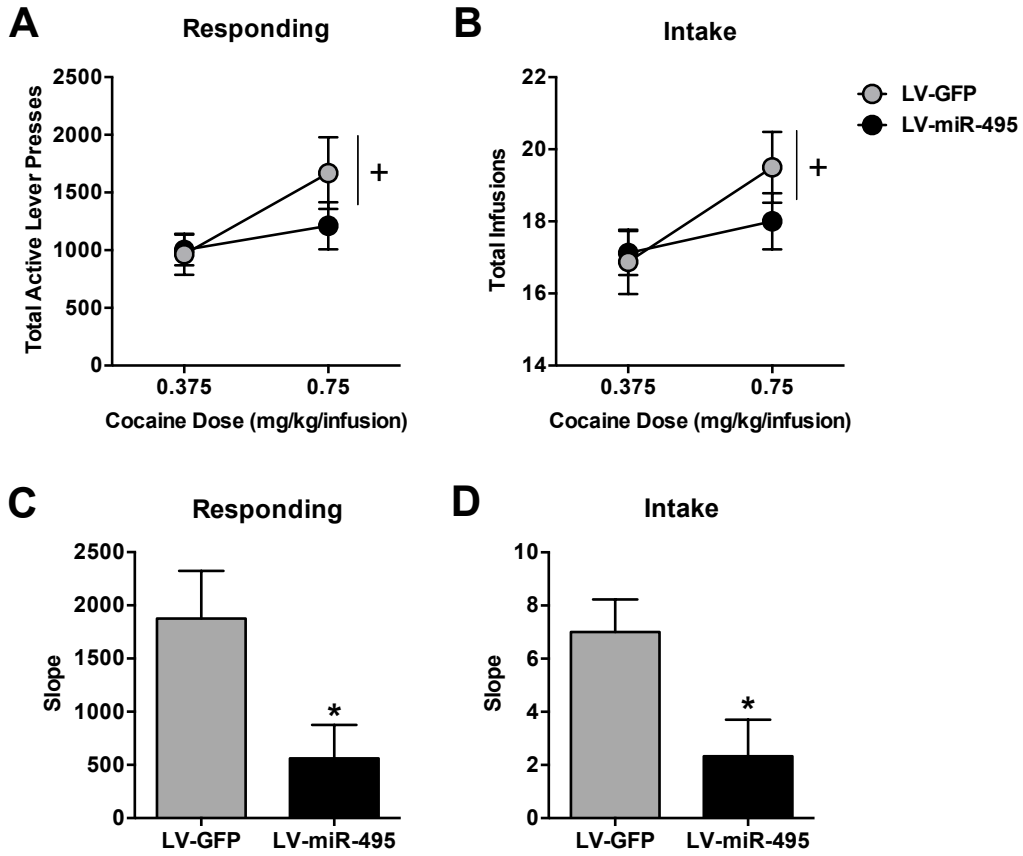 A
Responding
Total Active Lever Presses
2500
2000
1500
1000
500
0
+
0.375
0.75
Cocaine Dose (mg/kg/infusion)
B
Intake
Total Infusions
22
20
18
16
14
+
0.375
0.75
Cocaine Dose (mg/kg/infusion)
LV-GFP
LV-miR-495
C
Responding
Slope
2500
2000
1500
1000
500
0
*
LV-GFP
LV-miR-495
D
Intake
Slope
10
8
6
4
2
0
*
LV-GFP
LV-miR-495